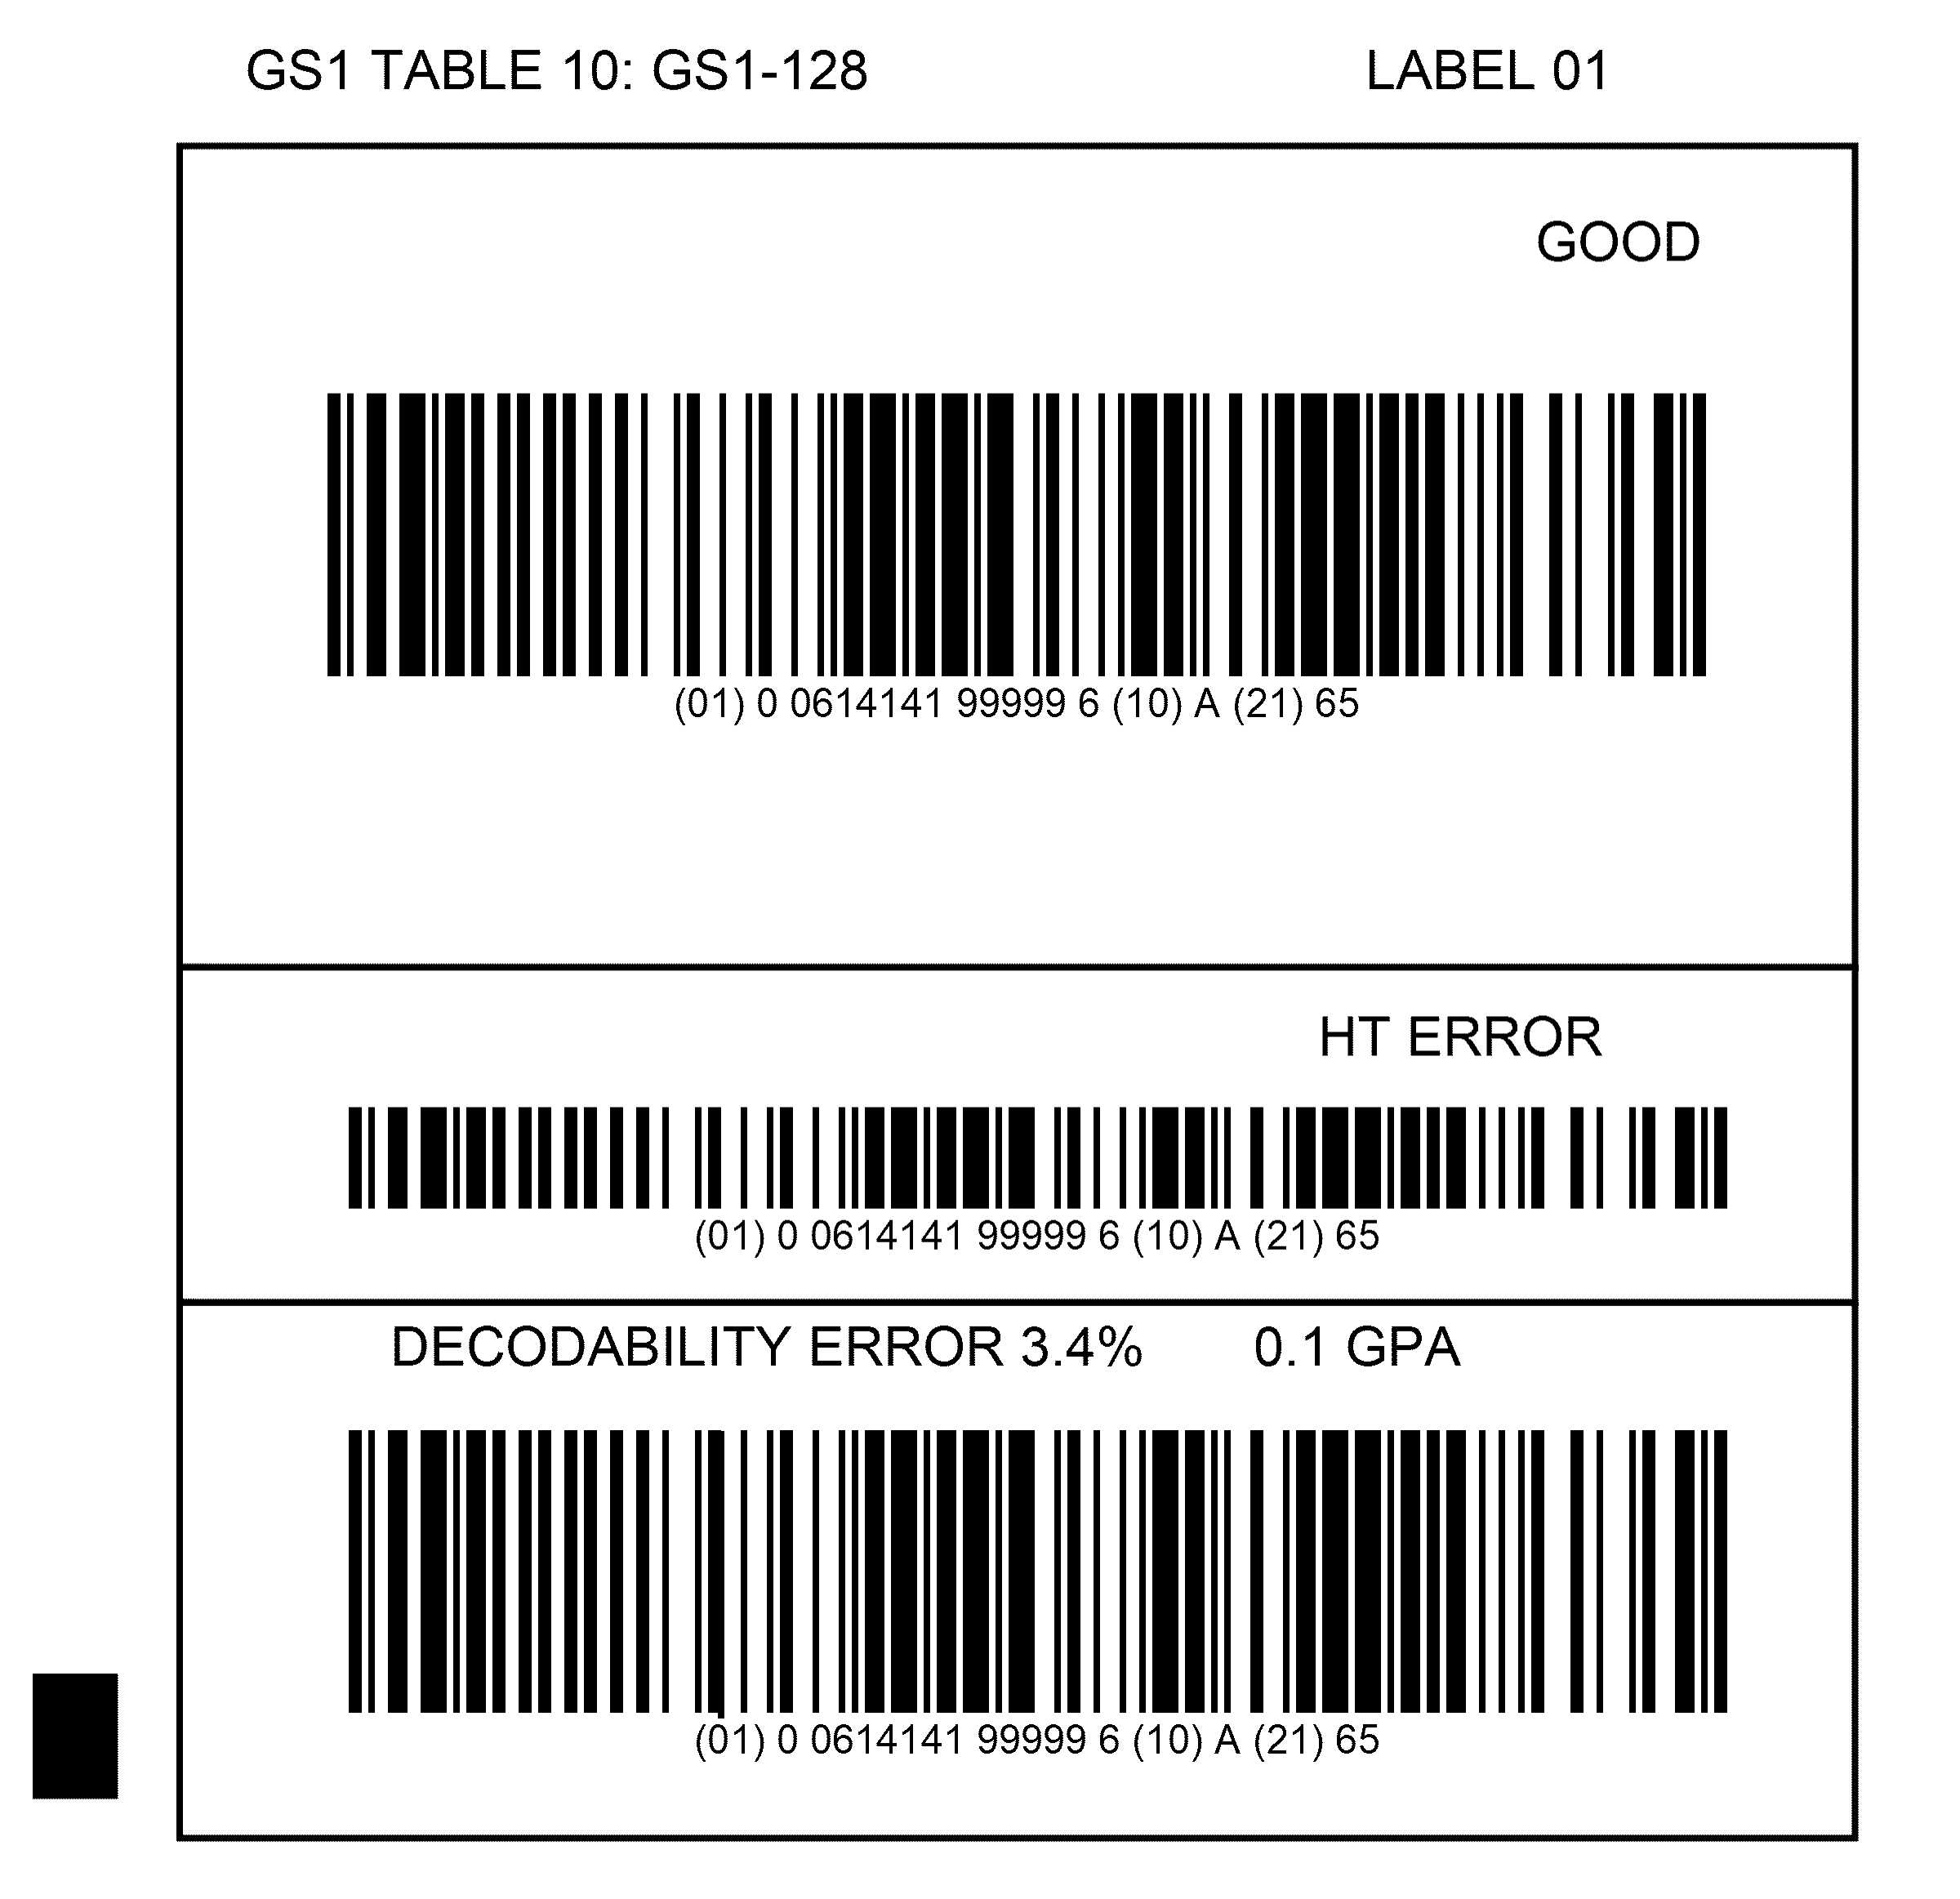 GS1 TABLE 10: GS1-128 LABEL 01
GOOD
(01) 0 0614141 99999 6 (10) A (21) 65
HT ERROR
(01) 0 0614141 99999 6 (10) A (21) 65
DECODABILITY ERROR 3.4% 0.1 GPA
(01) 0 0614141 99999 6 (10) A (21) 65